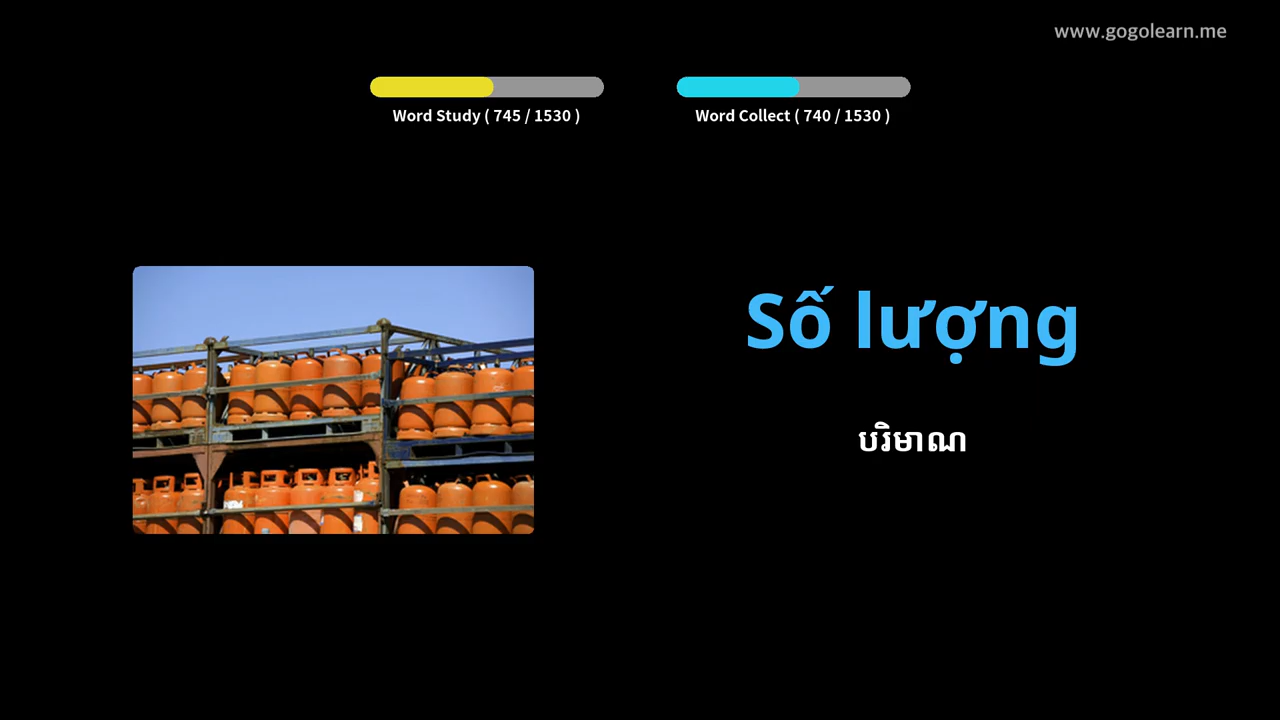 www.gogolearn.me
Word Study ( 745 / 1530 )
Word Collect ( 740 / 1530 )
Số lượng
បរិមាណ